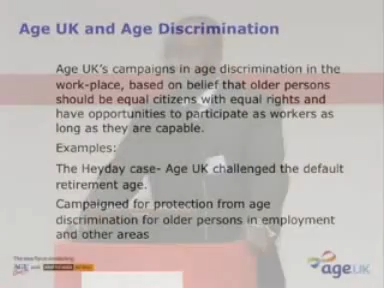 Age UK and Age Discrimination
Age UK's campaigns in age discrimination in the
work-place, based on belief that older persons
should be equal citizens with equal rights and
have opportunities to participate as workers as
long as they are capable.
Examples:
The Heyday case- Age UK challenged the default
retirement age.
Campaigned for protection from age
discrimination for older persons in employment
and other areas
and
ageUK